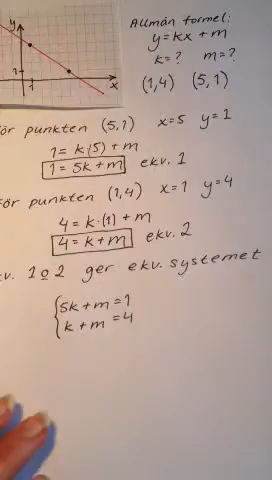 y
1
1
x
Allmän formel:
y=kx+m
k=? m=?
(1,4) (5,1)
ör punkten (5,1) x=5 y=1
1=k·(5)+m
1=5k+m ekv. 1
ör punkten (1,4) x=1 y=4
4=k·(1)+m
4=k+m ekv. 2
kv. 1 o 2 ger ekv. systemet
5k+m=1
k+m=4